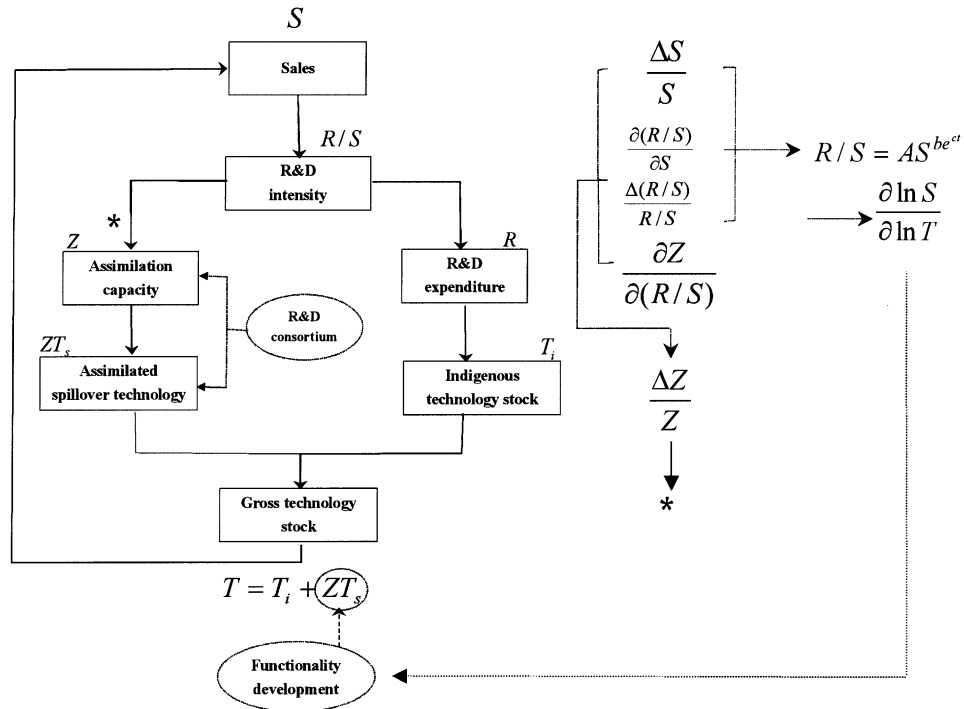 S
Sales
R / S
R&D
intensity
*
Z
Assimilation
capacity
R
R&D
expenditure
R&D
consortium
ZT_s
Assimilated
spillover technology
T_i
Indigenous
technology stock
Gross technology
stock
T = T_i + ZT_s
Functionality
development
ΔS
S
∂(R/S)
∂S
Δ(R/S)
R/S
∂Z
∂(R/S)
ΔZ
Z
*
R / S = AS^{be^{ct}}
∂ ln S
∂ ln T